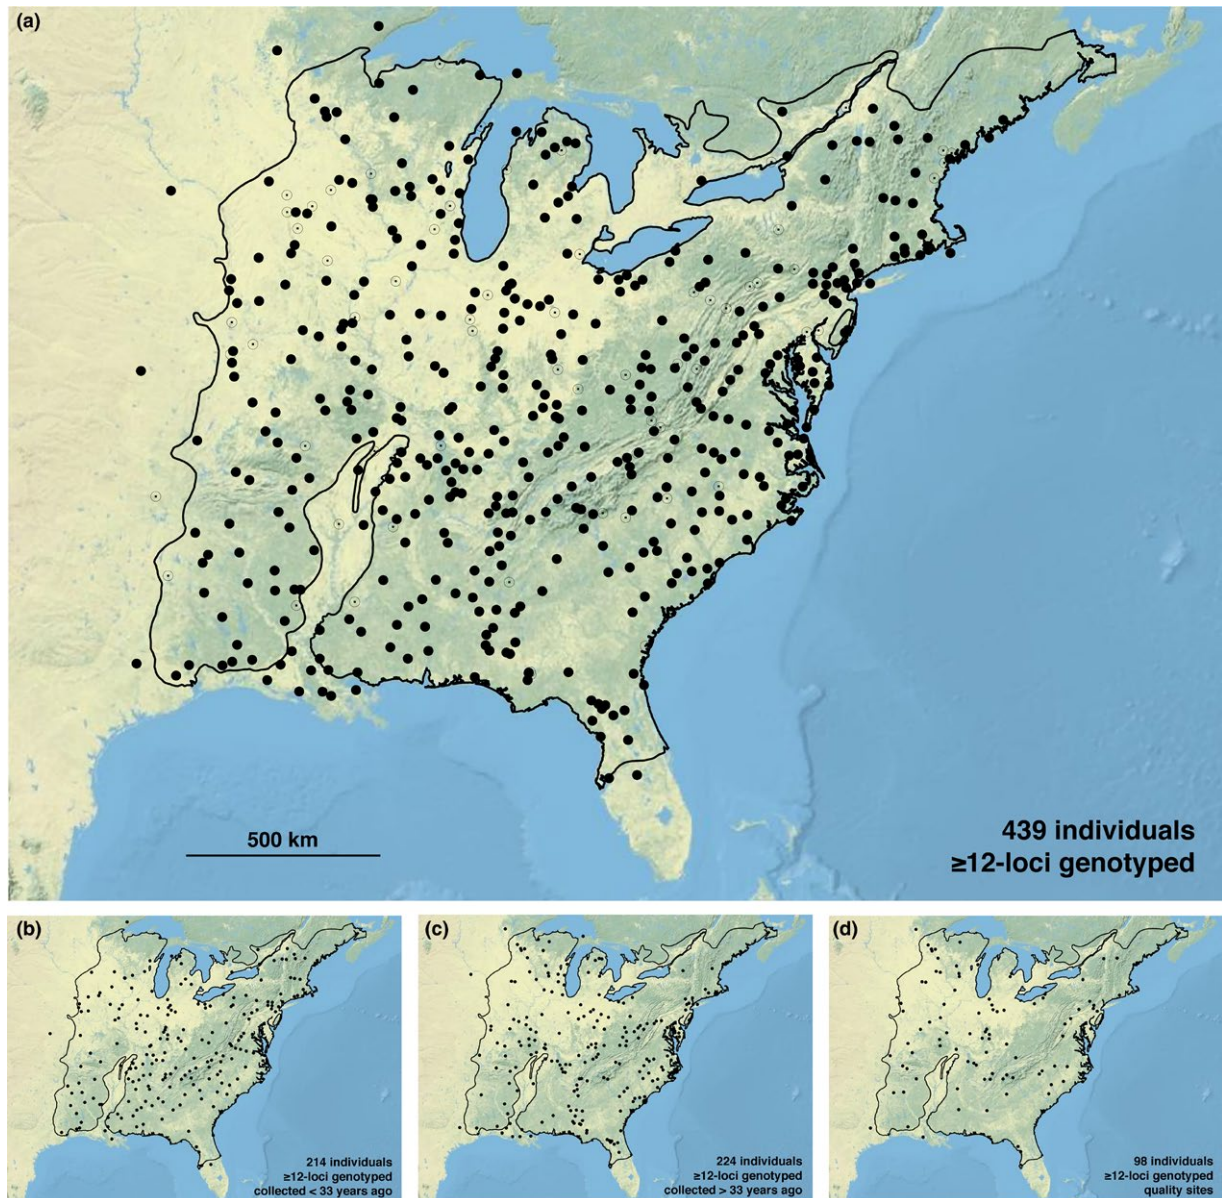 (a)
500 km
439 individuals
≥12-loci genotyped
(b)
214 individuals
≥12-loci genotyped
collected < 33 years ago
(c)
224 individuals
≥12-loci genotyped
collected > 33 years ago
(d)
98 individuals
≥12-loci genotyped
quality sites